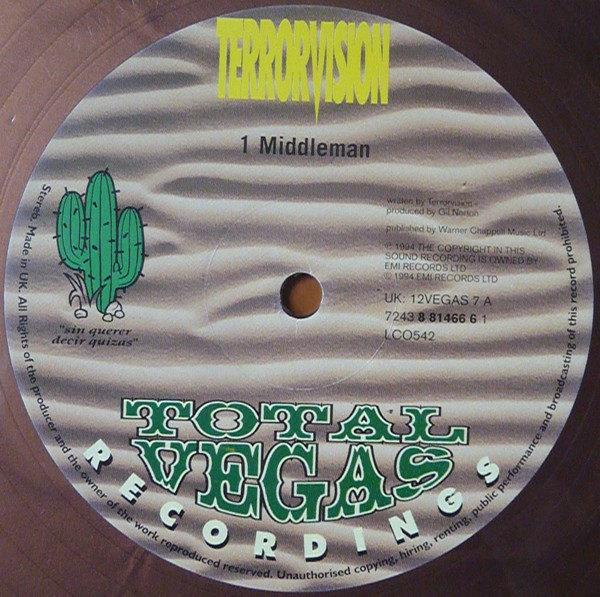 TERRORVISION
1 Middleman
written by Terrorvision -
produced by Gil Norton
published by Warner Chappell Music Ltd
© 1994 THE COPYRIGHT IN THIS
SOUND RECORDING IS OWNED BY
EMI RECORDS LTD
℗ 1994 EMI RECORDS LTD
UK: 12VEGAS 7 A
7243 8 81466 6 1
LCO542
"sin querer
decir quizas"
TOTAL
VEGAS
RECORDINGS
Stereo. Made in UK. All Rights of the producer and the owner of the work reproduced reserved. Unauthorised copying, hiring, renting, public performance and broadcasting of this record prohibited.